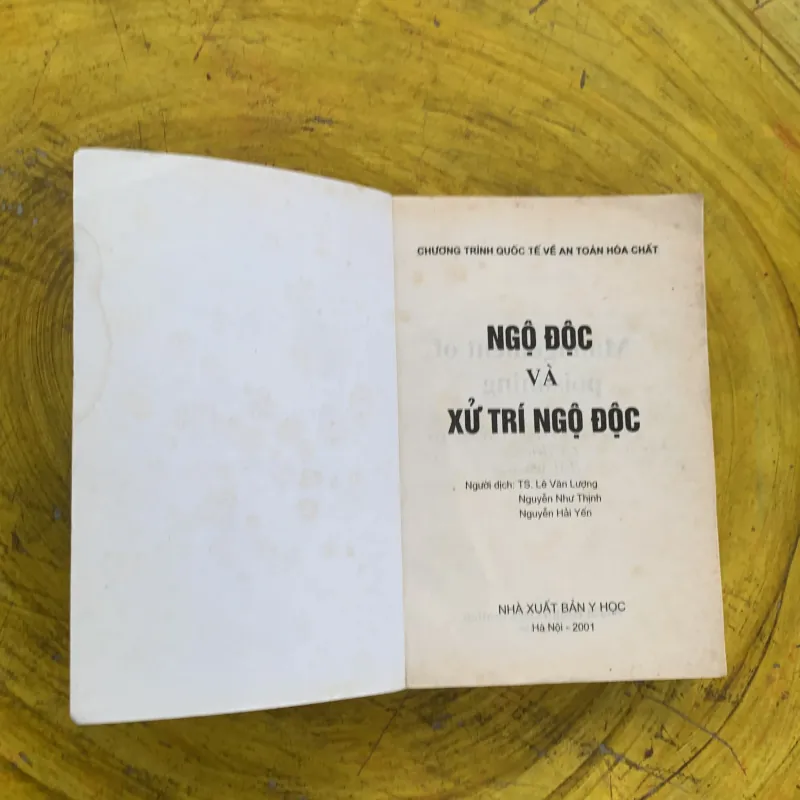 CHƯƠNG TRÌNH QUỐC TẾ VỀ AN TOÀN HÓA CHẤT
NGỘ ĐỘC
VÀ
XỬ TRÍ NGỘ ĐỘC
Người dịch: TS. Lê Văn Lượng
Nguyễn Như Thịnh
Nguyễn Hải Yến
NHÀ XUẤT BẢN Y HỌC
Hà Nội - 2001